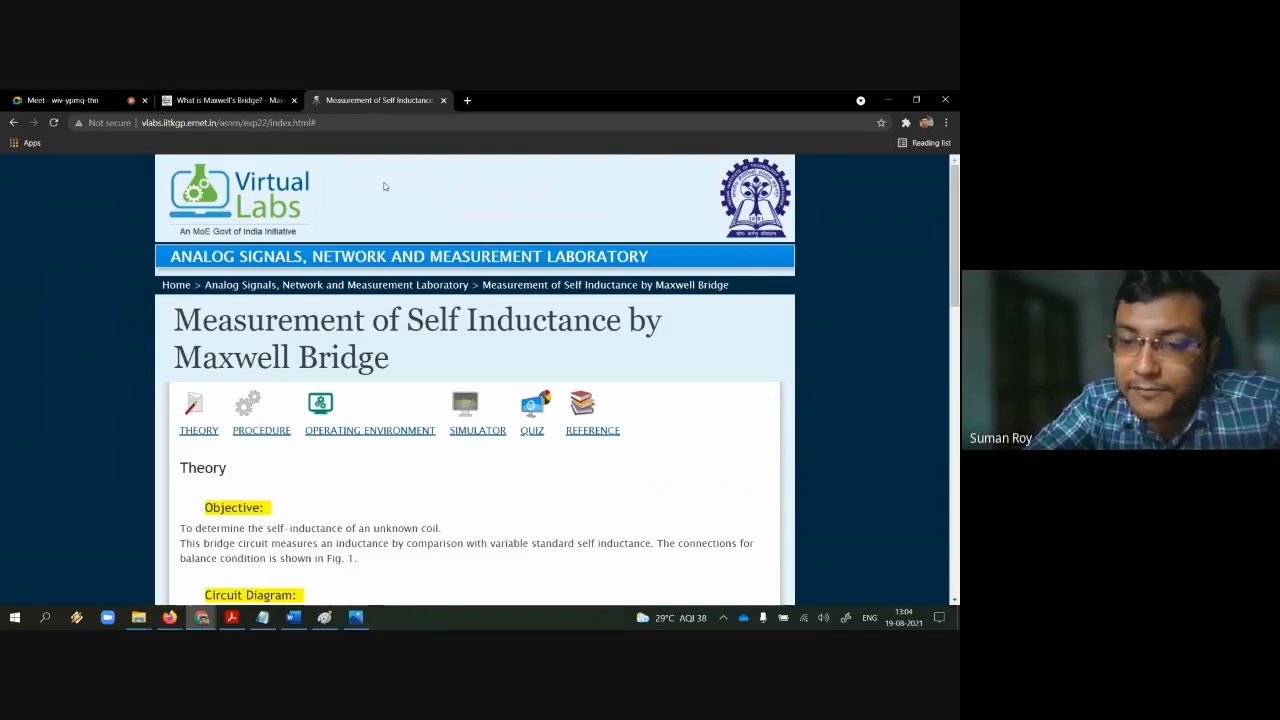 Meet - wiv-ypmq-thn
What is Maxwell's Bridge? - Max
Measurement of Self Inductance
Not secure
vlabs.iitkgp.ernet.in/asnm/exp22/index.html#
Apps
Reading list
Virtual
Labs
An MoE Govt of India Initiative
1951
ANALOG SIGNALS, NETWORK AND MEASUREMENT LABORATORY
Home > Analog Signals, Network and Measurement Laboratory > Measurement of Self Inductance by Maxwell Bridge
Measurement of Self Inductance by
Maxwell Bridge
THEORY PROCEDURE OPERATING ENVIRONMENT SIMULATOR QUIZ REFERENCE
Theory
Objective:
To determine the self-inductance of an unknown coil.
This bridge circuit measures an inductance by comparison with variable standard self inductance. The connections for
balance condition is shown in Fig. 1.
Circuit Diagram:
29°C AQI 38
ENG
13:04
19-08-2021
Suman Roy